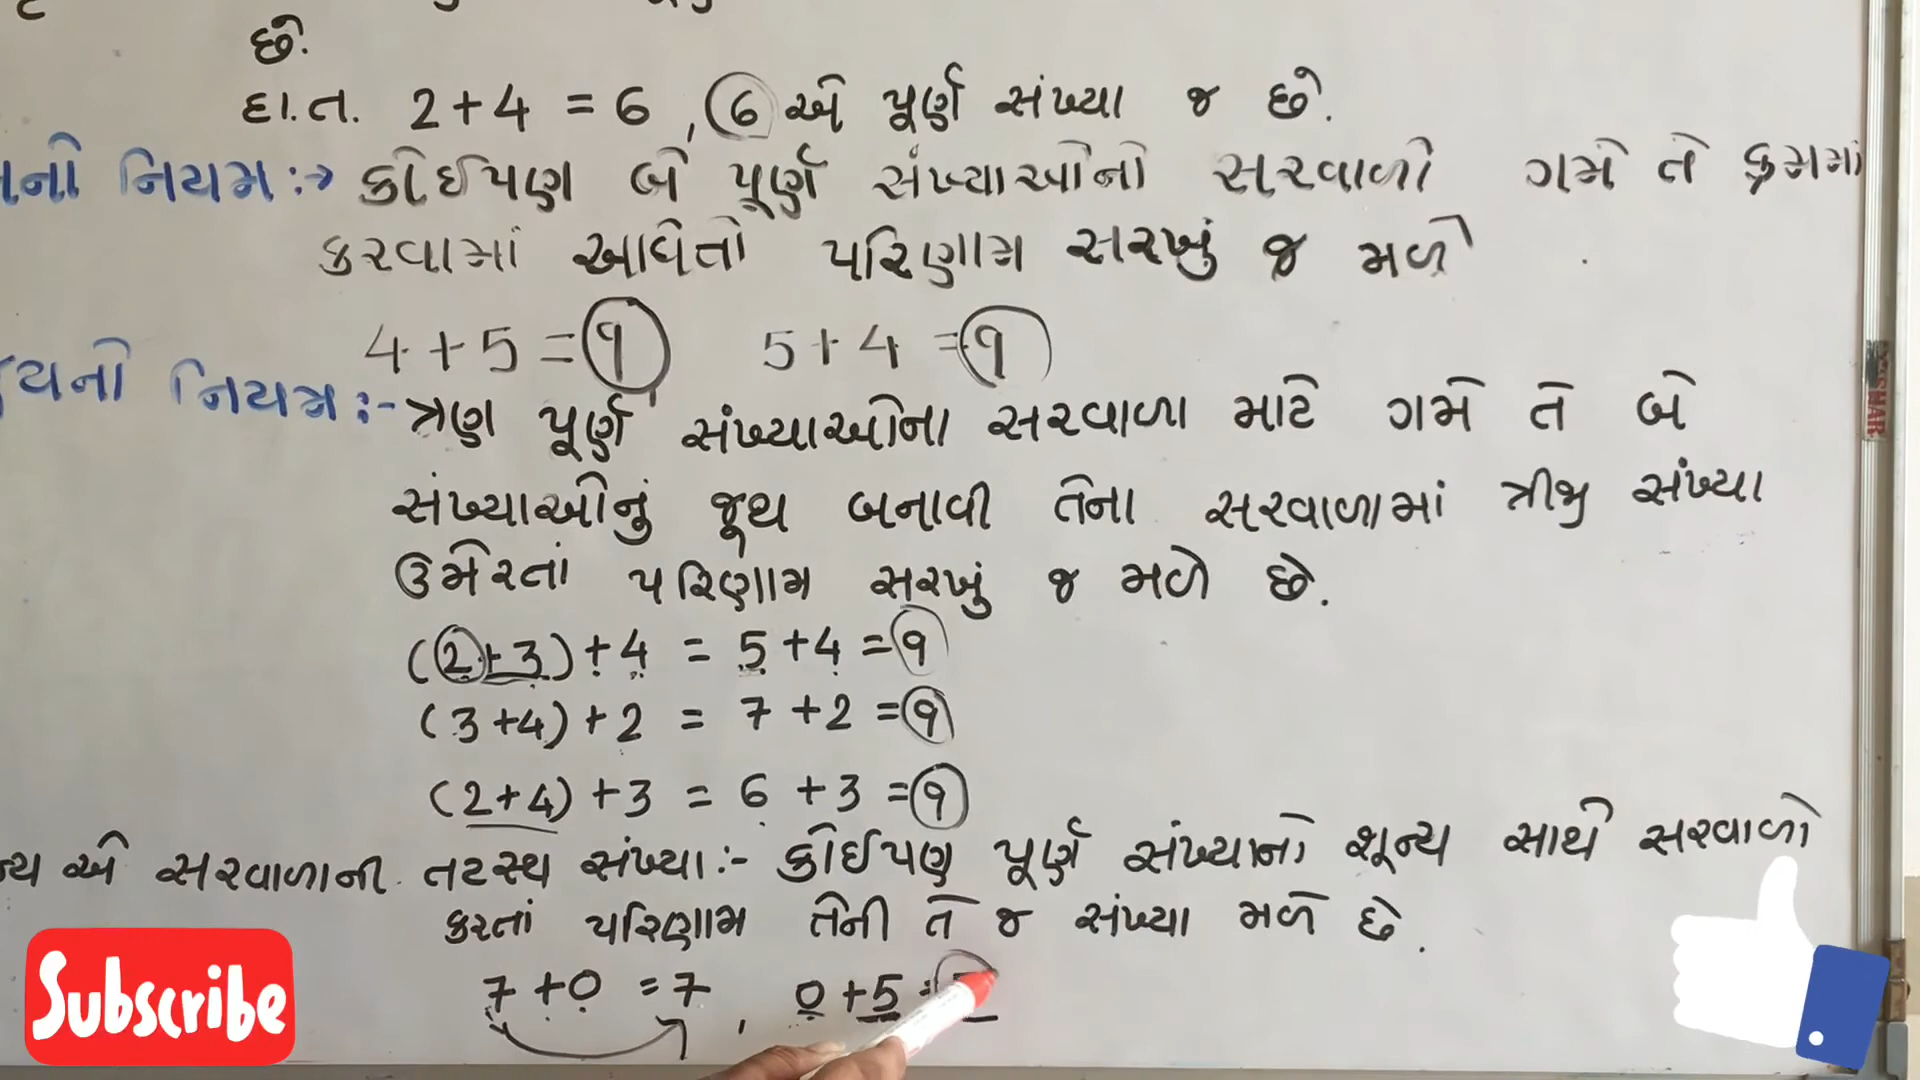 છે.
દા.ત. 2+4 = 6 , 6 એ પૂર્ણ સંખ્યા જ છે.
નિયમ :→ કોઈપણ બે પૂર્ણ સંખ્યાઓનો સરવાળો ગમે તે ક્રમમાં
કરવામાં આવેતો પરિણામ સરખું જ મળે
4+5 = 9 5+4 = 9
નિયમ :- ત્રણ પૂર્ણ સંખ્યાઓના સરવાળા માટે ગમે તે બે
સંખ્યાઓનું જૂથ બનાવી તેના સરવાળામાં ત્રીજી સંખ્યા
ઉમેરતાં પરિણામ સરખું જ મળે છે.
(2+3)+4 = 5+4 = 9
(3+4)+2 = 7+2 = 9
(2+4)+3 = 6+3 = 9
એ સરવાળાની તટસ્થ સંખ્યા :- કોઈપણ પૂર્ણ સંખ્યાનો શૂન્ય સાથે સરવાળો
કરતાં પરિણામ તેની તે જ સંખ્યા મળે છે.
7+0 = 7 , 0+5 =
Subscribe